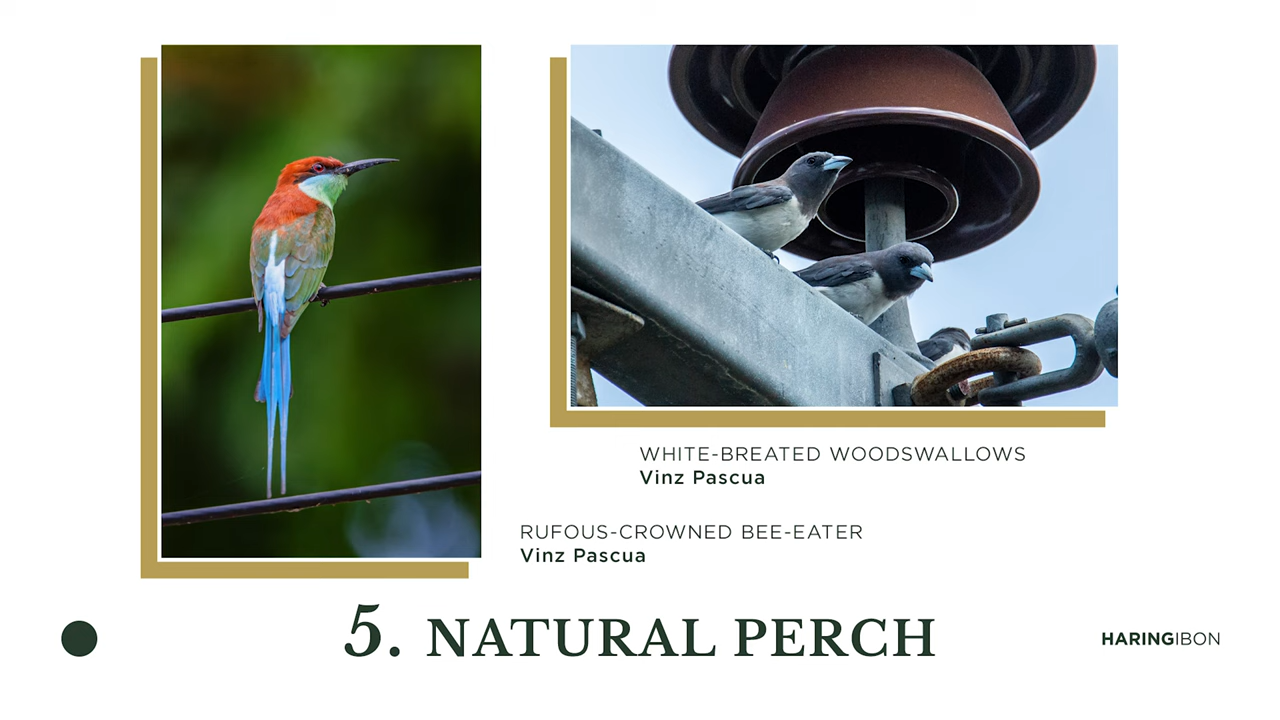 WHITE-BREATED WOODSWALLOWS
Vinz Pascua
RUFOUS-CROWNED BEE-EATER
Vinz Pascua
5. NATURAL PERCH
HARINGIBON